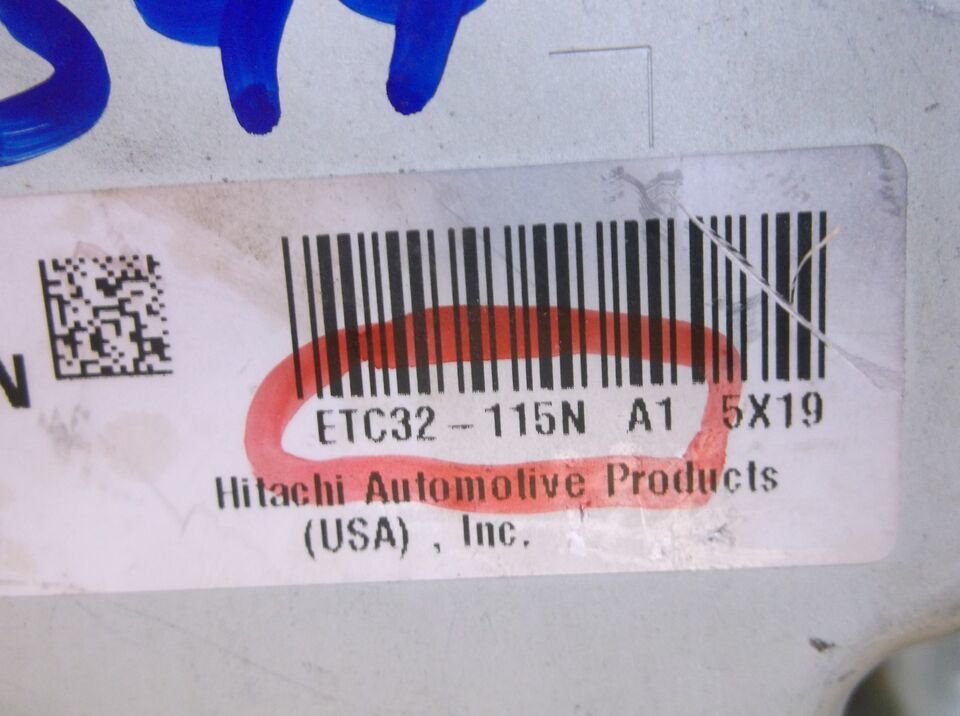 N
ETC32-115N A1 5X19
Hitachi Automotive Products
(USA) , Inc.